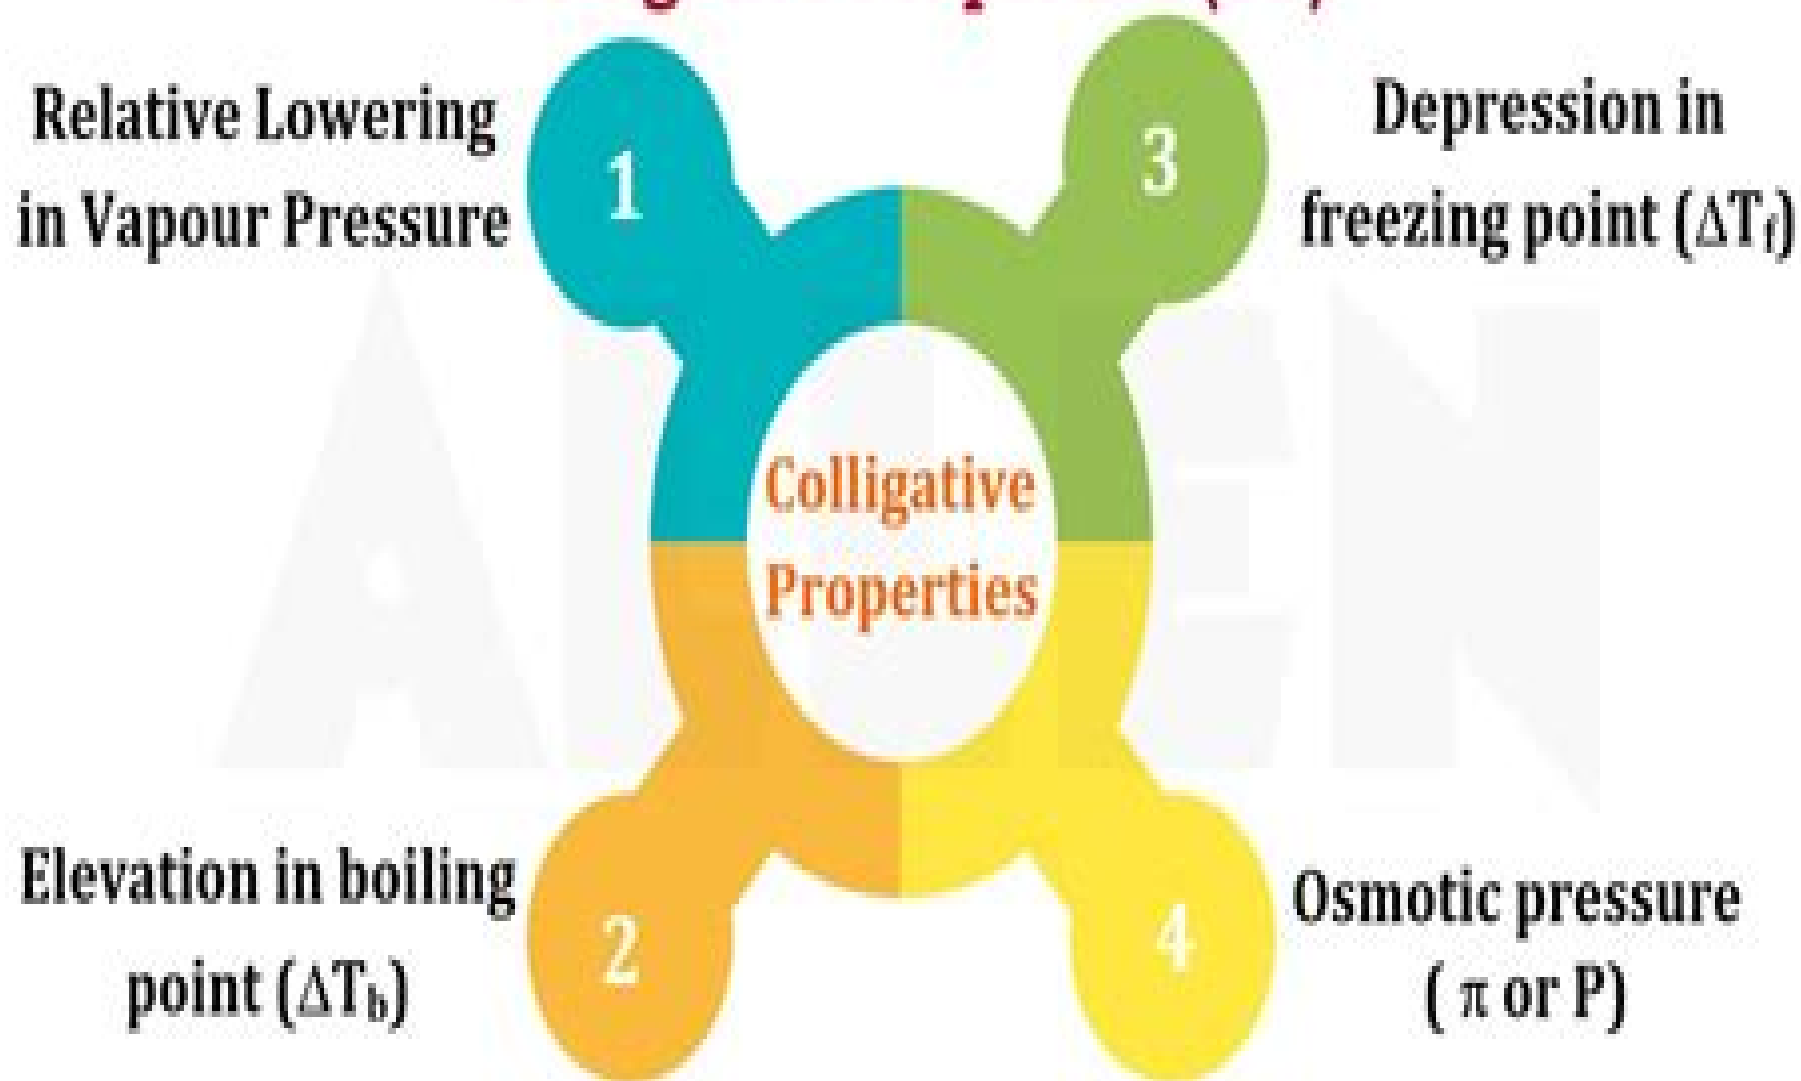 Relative Lowering
in Vapour Pressure
1
3
Depression in
freezing point (ΔTf)
Colligative
Properties
Elevation in boiling
point (ΔTb)
2
4
Osmotic pressure
( π or P)
ALLEN